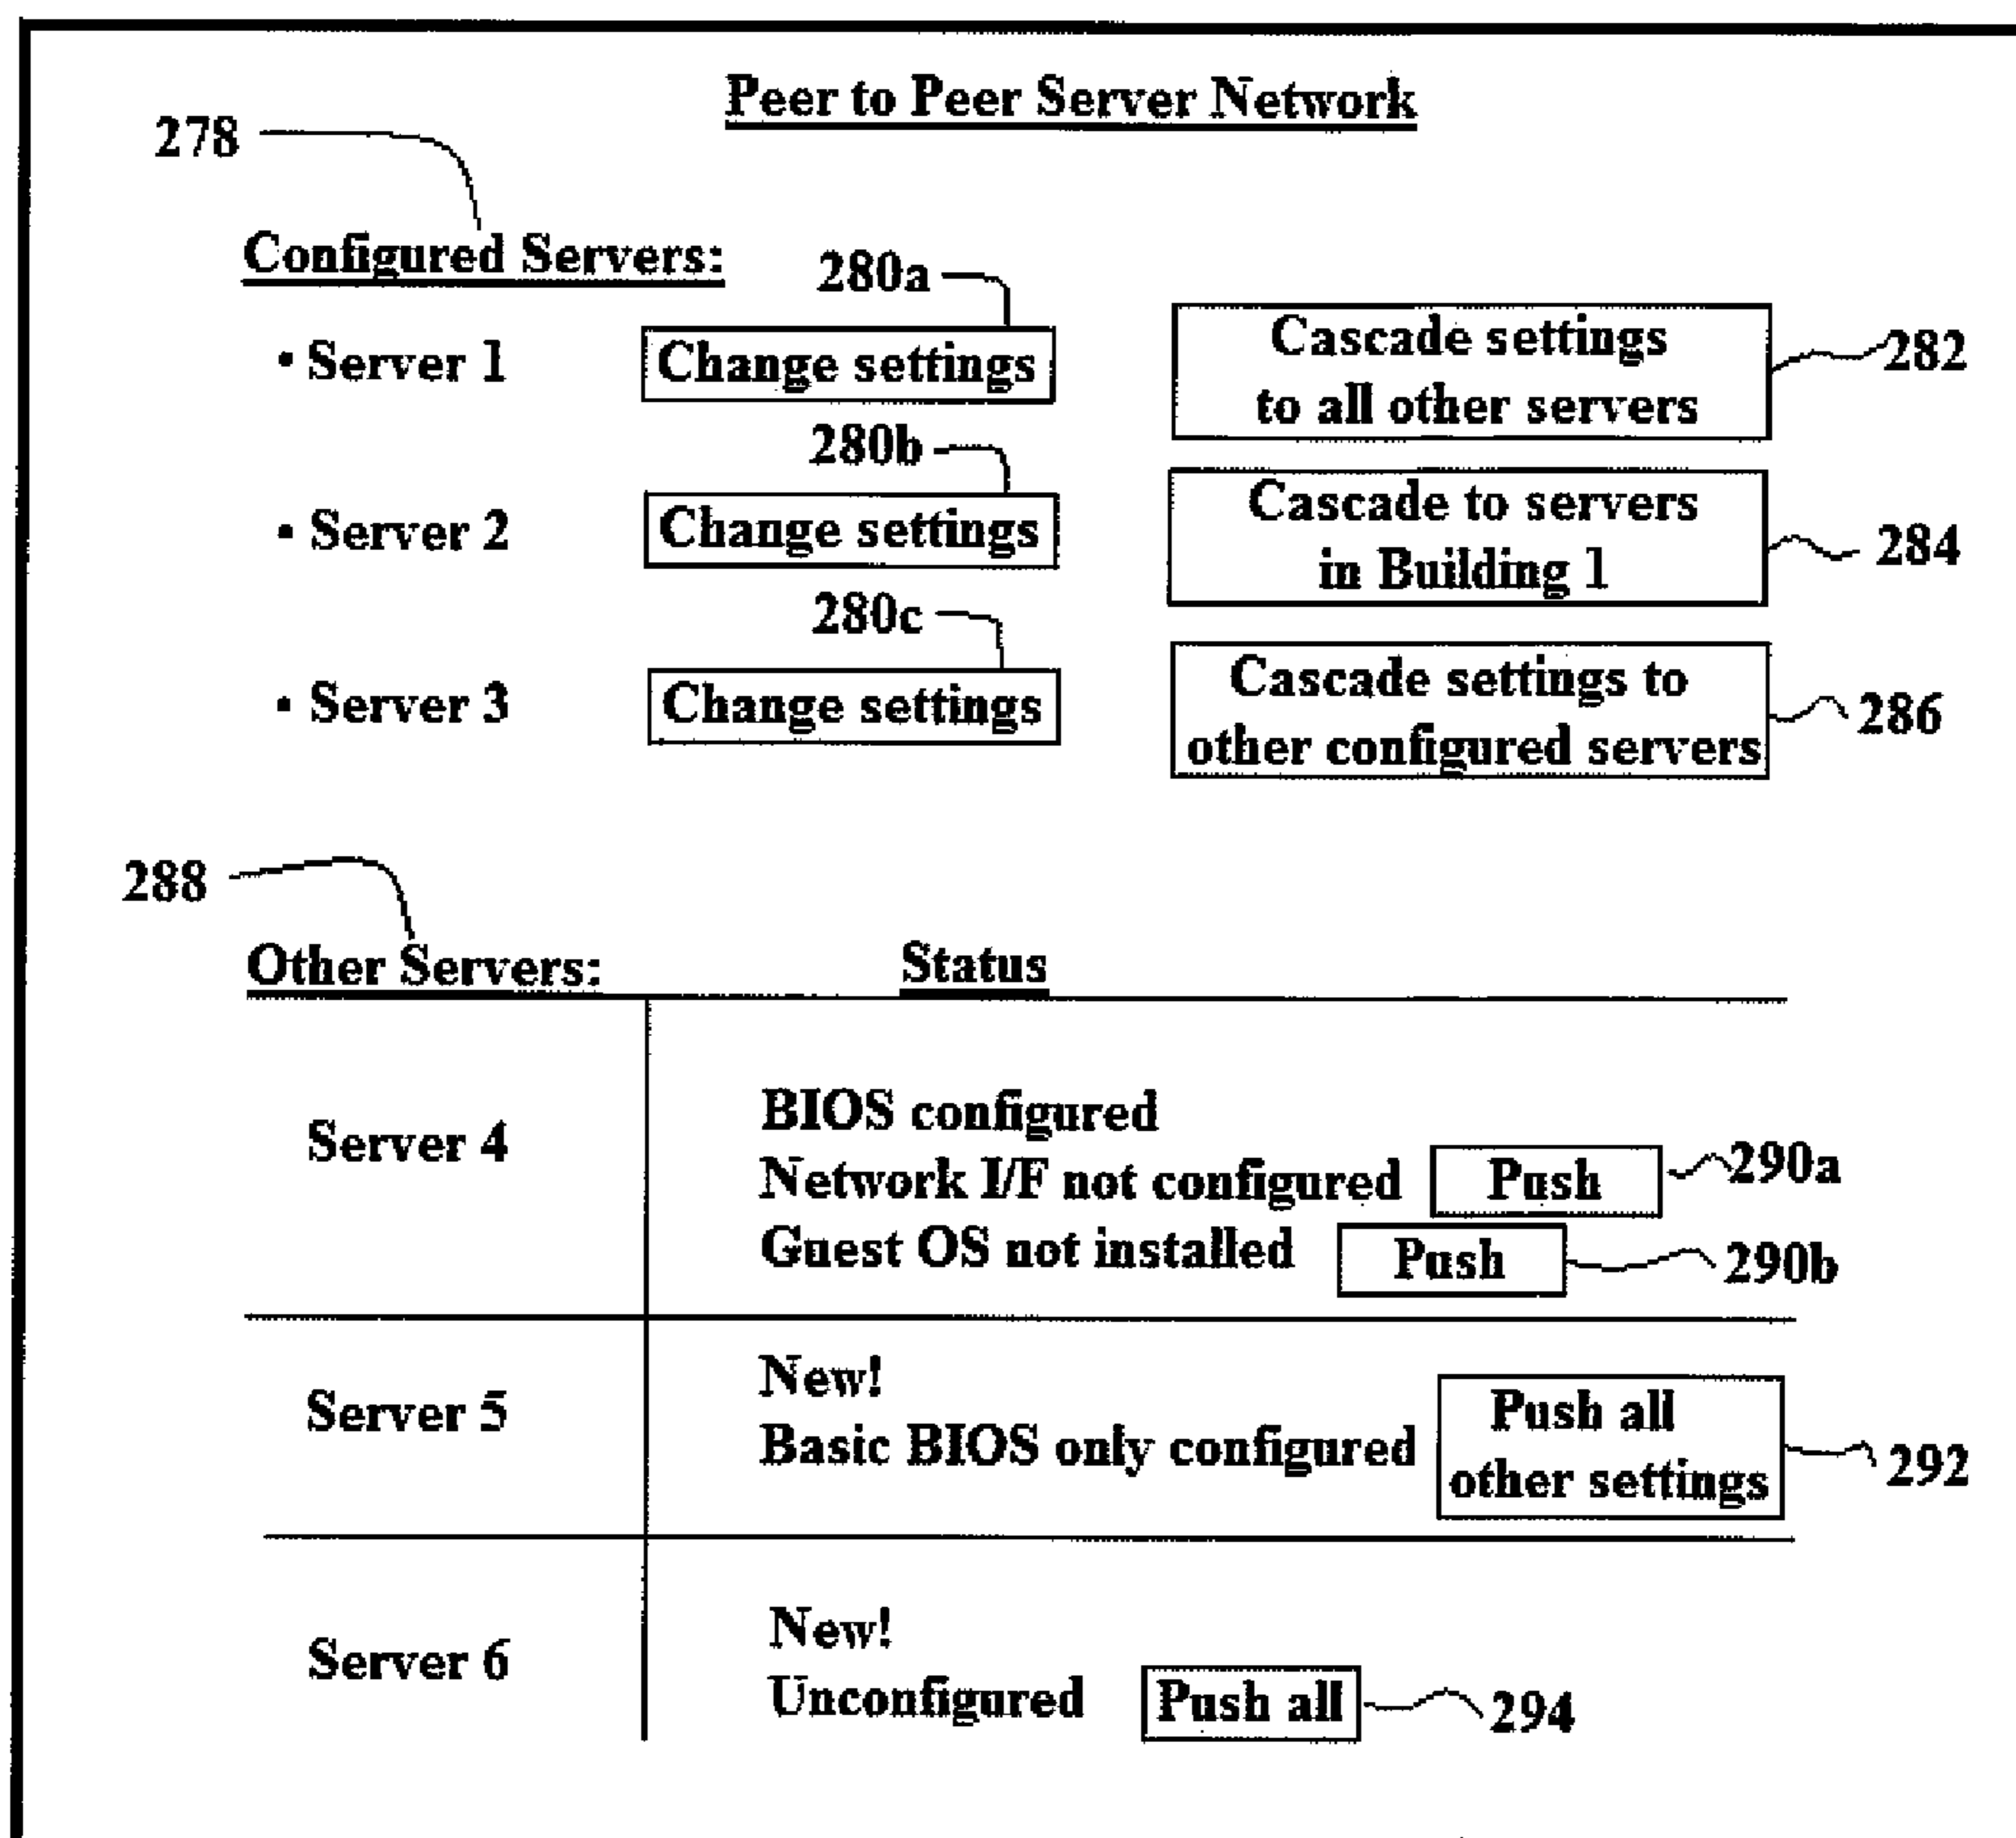 Peer to Peer Server Network
278
Configured Servers:
280a
• Server 1
Change settings
Cascade settings
to all other servers
282
280b
• Server 2
Change settings
Cascade to servers
in Building 1
284
280c
• Server 3
Change settings
Cascade settings to
other configured servers
286
288
Other Servers:
Status
Server 4
BIOS configured
Network I/F not configured
Push
290a
Guest OS not installed
Push
290b
Server 5
New!
Basic BIOS only configured
Push all
other settings
292
Server 6
New!
Unconfigured
Push all
294